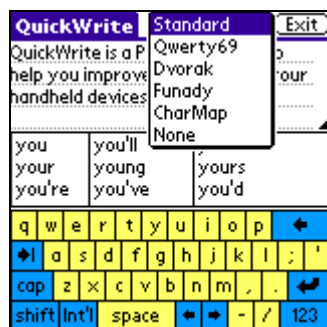 QuickWrite
Exit
Standard
Qwerty69
Dvorak
Funady
CharMap
None
QuickWrite is a P
help you improve your
handheld devices
you you'll
your young yours
you're you've you'd
q w e r t y u i o p
a s d f g h j k l ; '
cap z x c v b n m , .
shift Int'l space - / 123